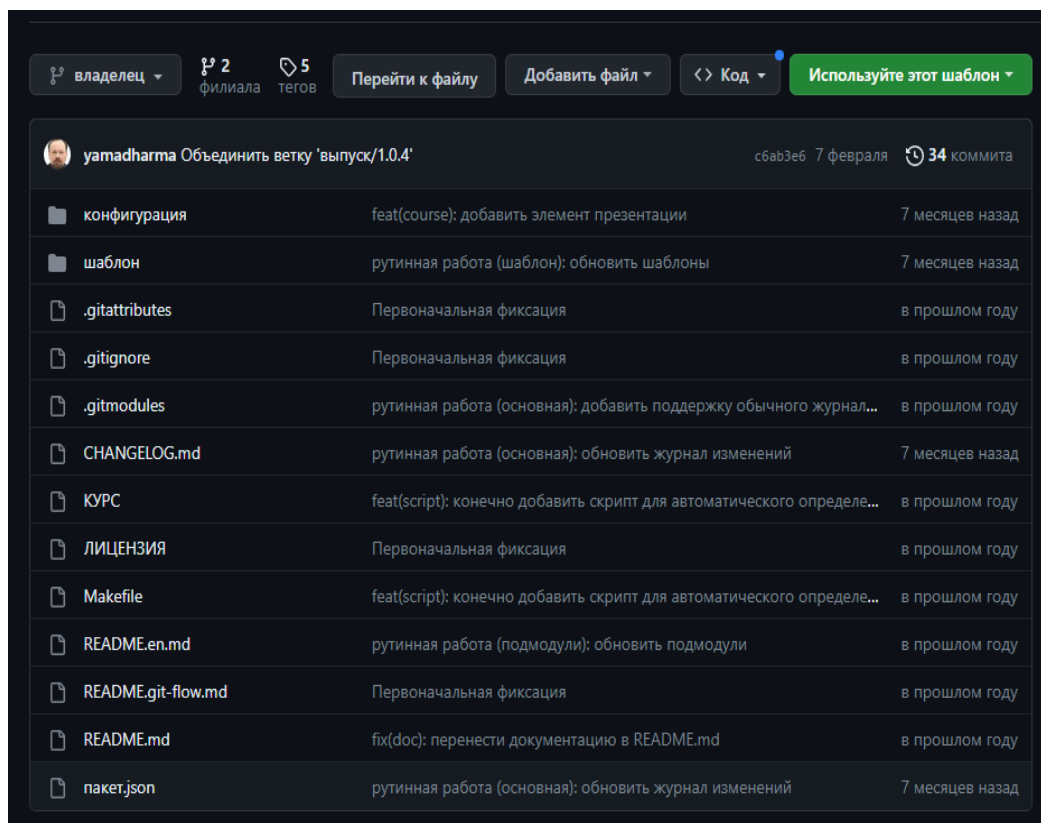 владелец
2 филиала
5 тегов
Перейти к файлу
Добавить файл
<> Код
Используйте этот шаблон
yamadharma Объединить ветку 'выпуск/1.0.4' c6ab3e6 7 февраля 34 коммита
конфигурация feat(course): добавить элемент презентации 7 месяцев назад
шаблон рутинная работа (шаблон): обновить шаблоны 7 месяцев назад
.gitattributes Первоначальная фиксация в прошлом году
.gitignore Первоначальная фиксация в прошлом году
.gitmodules рутинная работа (основная): добавить поддержку обычного журнал... в прошлом году
CHANGELOG.md рутинная работа (основная): обновить журнал изменений 7 месяцев назад
КУРС feat(script): конечно добавить скрипт для автоматического определе... в прошлом году
ЛИЦЕНЗИЯ Первоначальная фиксация в прошлом году
Makefile feat(script): конечно добавить скрипт для автоматического определе... в прошлом году
README.en.md рутинная работа (подмодули): обновить подмодули в прошлом году
README.git-flow.md Первоначальная фиксация в прошлом году
README.md fix(doc): перенести документацию в README.md в прошлом году
пакет.json рутинная работа (основная): обновить журнал изменений 7 месяцев назад